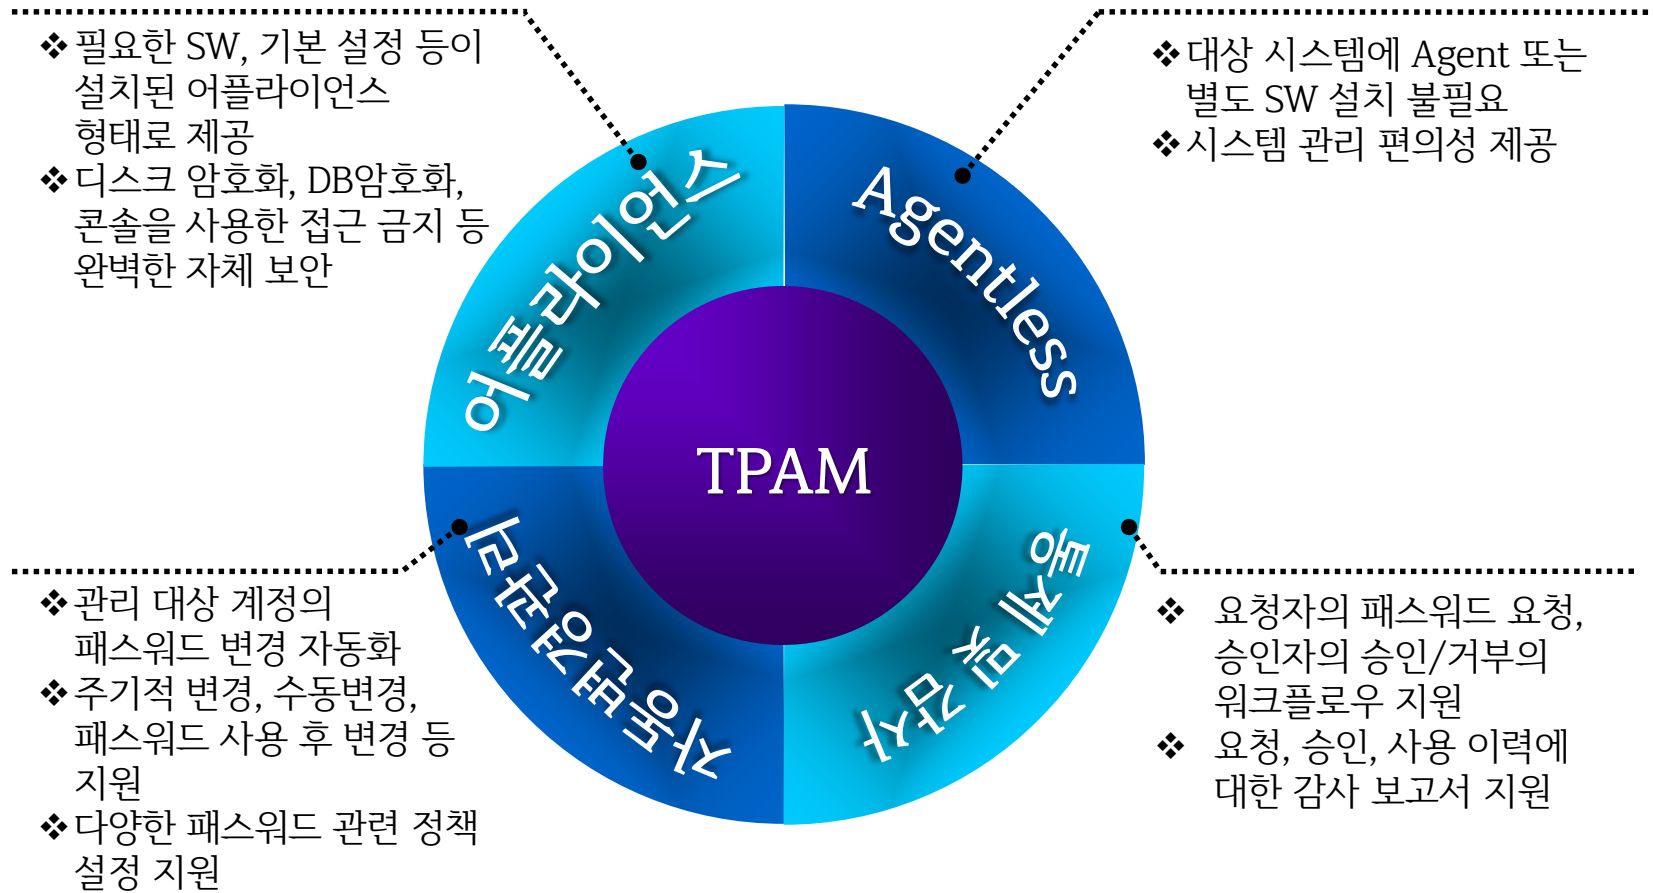 ❖필요한 SW, 기본 설정 등이
설치된 어플라이언스
형태로 제공
❖디스크 암호화, DB암호화,
콘솔을 사용한 접근 금지 등
완벽한 자체 보안
❖대상 시스템에 Agent 또는
별도 SW 설치 불필요
❖시스템 관리 편의성 제공
어플라이언스
Agentless
TPAM
자동변경관리
통제 및 감사
❖관리 대상 계정의
패스워드 변경 자동화
❖주기적 변경, 수동변경,
패스워드 사용 후 변경 등
지원
❖다양한 패스워드 관련 정책
설정 지원
❖ 요청자의 패스워드 요청,
승인자의 승인/거부의
워크플로우 지원
❖ 요청, 승인, 사용 이력에
대한 감사 보고서 지원